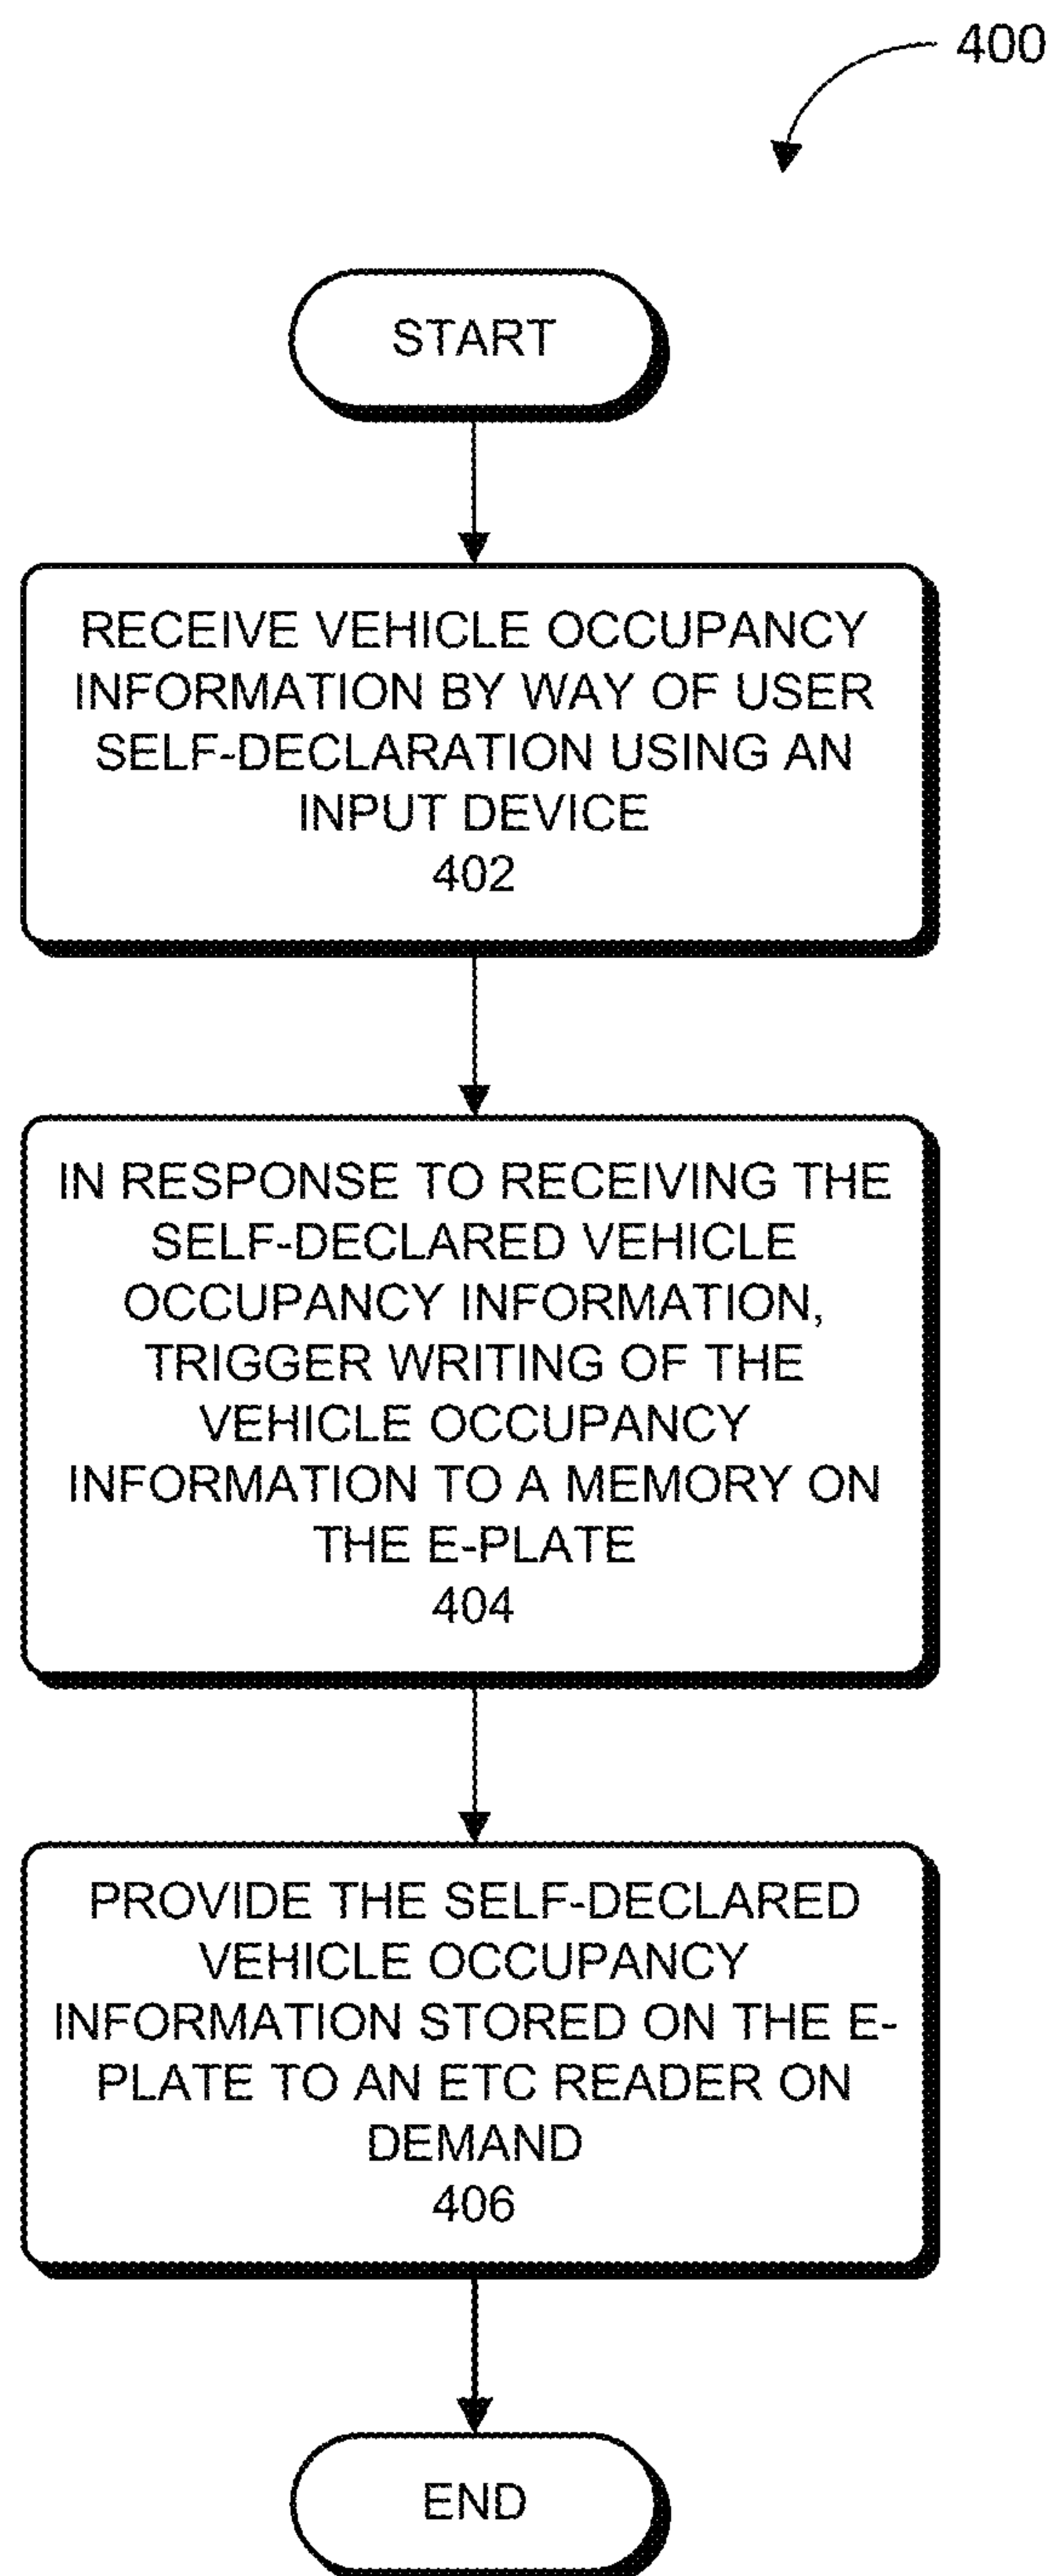 400
START
RECEIVE VEHICLE OCCUPANCY
INFORMATION BY WAY OF USER
SELF-DECLARATION USING AN
INPUT DEVICE
402
IN RESPONSE TO RECEIVING THE
SELF-DECLARED VEHICLE
OCCUPANCY INFORMATION,
TRIGGER WRITING OF THE
VEHICLE OCCUPANCY
INFORMATION TO A MEMORY ON
THE E-PLATE
404
PROVIDE THE SELF-DECLARED
VEHICLE OCCUPANCY
INFORMATION STORED ON THE E-
PLATE TO AN ETC READER ON
DEMAND
406
END